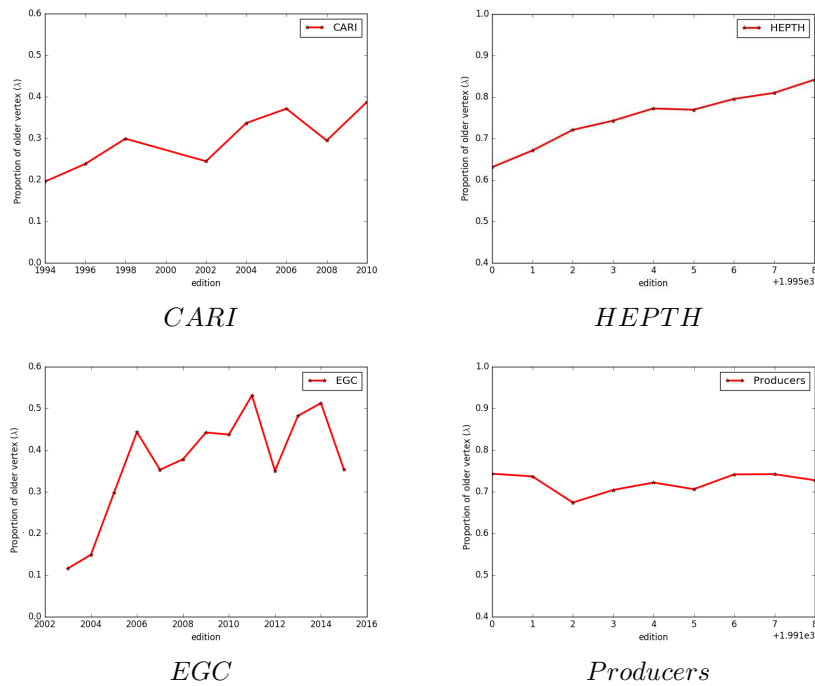 0.6
0.5
0.4
0.3
0.2
0.1
0.0
Proportion of older vertex (λ)
CARI
1994 1996 1998 2000 2002 2004 2006 2008 2010
edition
CARI
1.0
0.9
0.8
0.7
0.6
0.5
0.4
Proportion of older vertex (λ)
HEPTH
0 1 2 3 4 5 6 7 8
edition
+1.995e3
HEPTH
0.6
0.5
0.4
0.3
0.2
0.1
0.0
Proportion of older vertex (λ)
EGC
2002 2004 2006 2008 2010 2012 2014 2016
edition
EGC
1.0
0.9
0.8
0.7
0.6
0.5
0.4
Proportion of older vertex (λ)
Producers
0 1 2 3 4 5 6 7 8
edition
+1.991e3
Producers